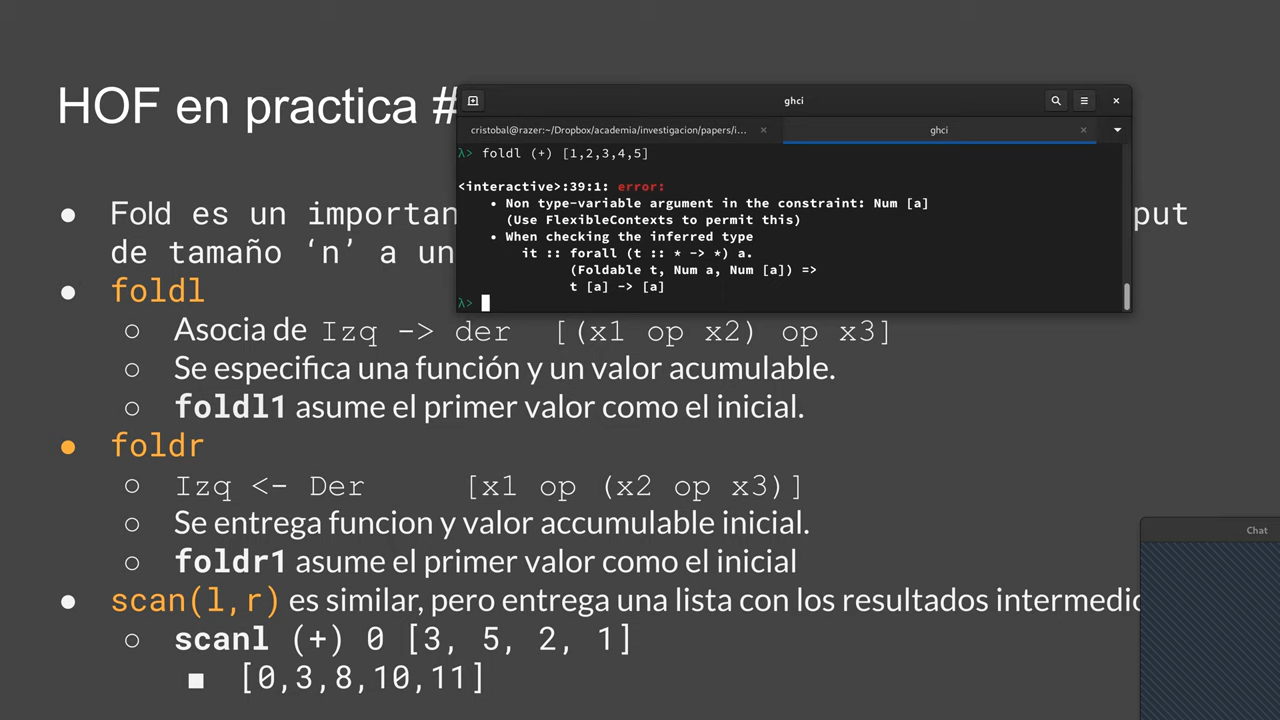 HOF en practica #
ghci
cristobal@razer:~/Dropbox/academia/investigacion/papers/i...
ghci
λ> foldl (+) [1,2,3,4,5]
<interactive>:39:1: error:
• Non type-variable argument in the constraint: Num [a]
(Use FlexibleContexts to permit this)
• When checking the inferred type
it :: forall (t :: * -> *) a.
(Foldable t, Num a, Num [a]) =>
t [a] -> [a]
λ>
● Fold es un importan put
de tamaño ‘n’ a un
● foldl
○ Asocia de Izq -> der [(x1 op x2) op x3]
○ Se especifica una función y un valor acumulable.
○ foldl1 asume el primer valor como el inicial.
● foldr
○ Izq <- Der [x1 op (x2 op x3)]
○ Se entrega funcion y valor accumulable inicial.
○ foldr1 asume el primer valor como el inicial
● scan(l,r) es similar, pero entrega una lista con los resultados intermedi
○ scanl (+) 0 [3, 5, 2, 1]
■ [0,3,8,10,11]
Chat